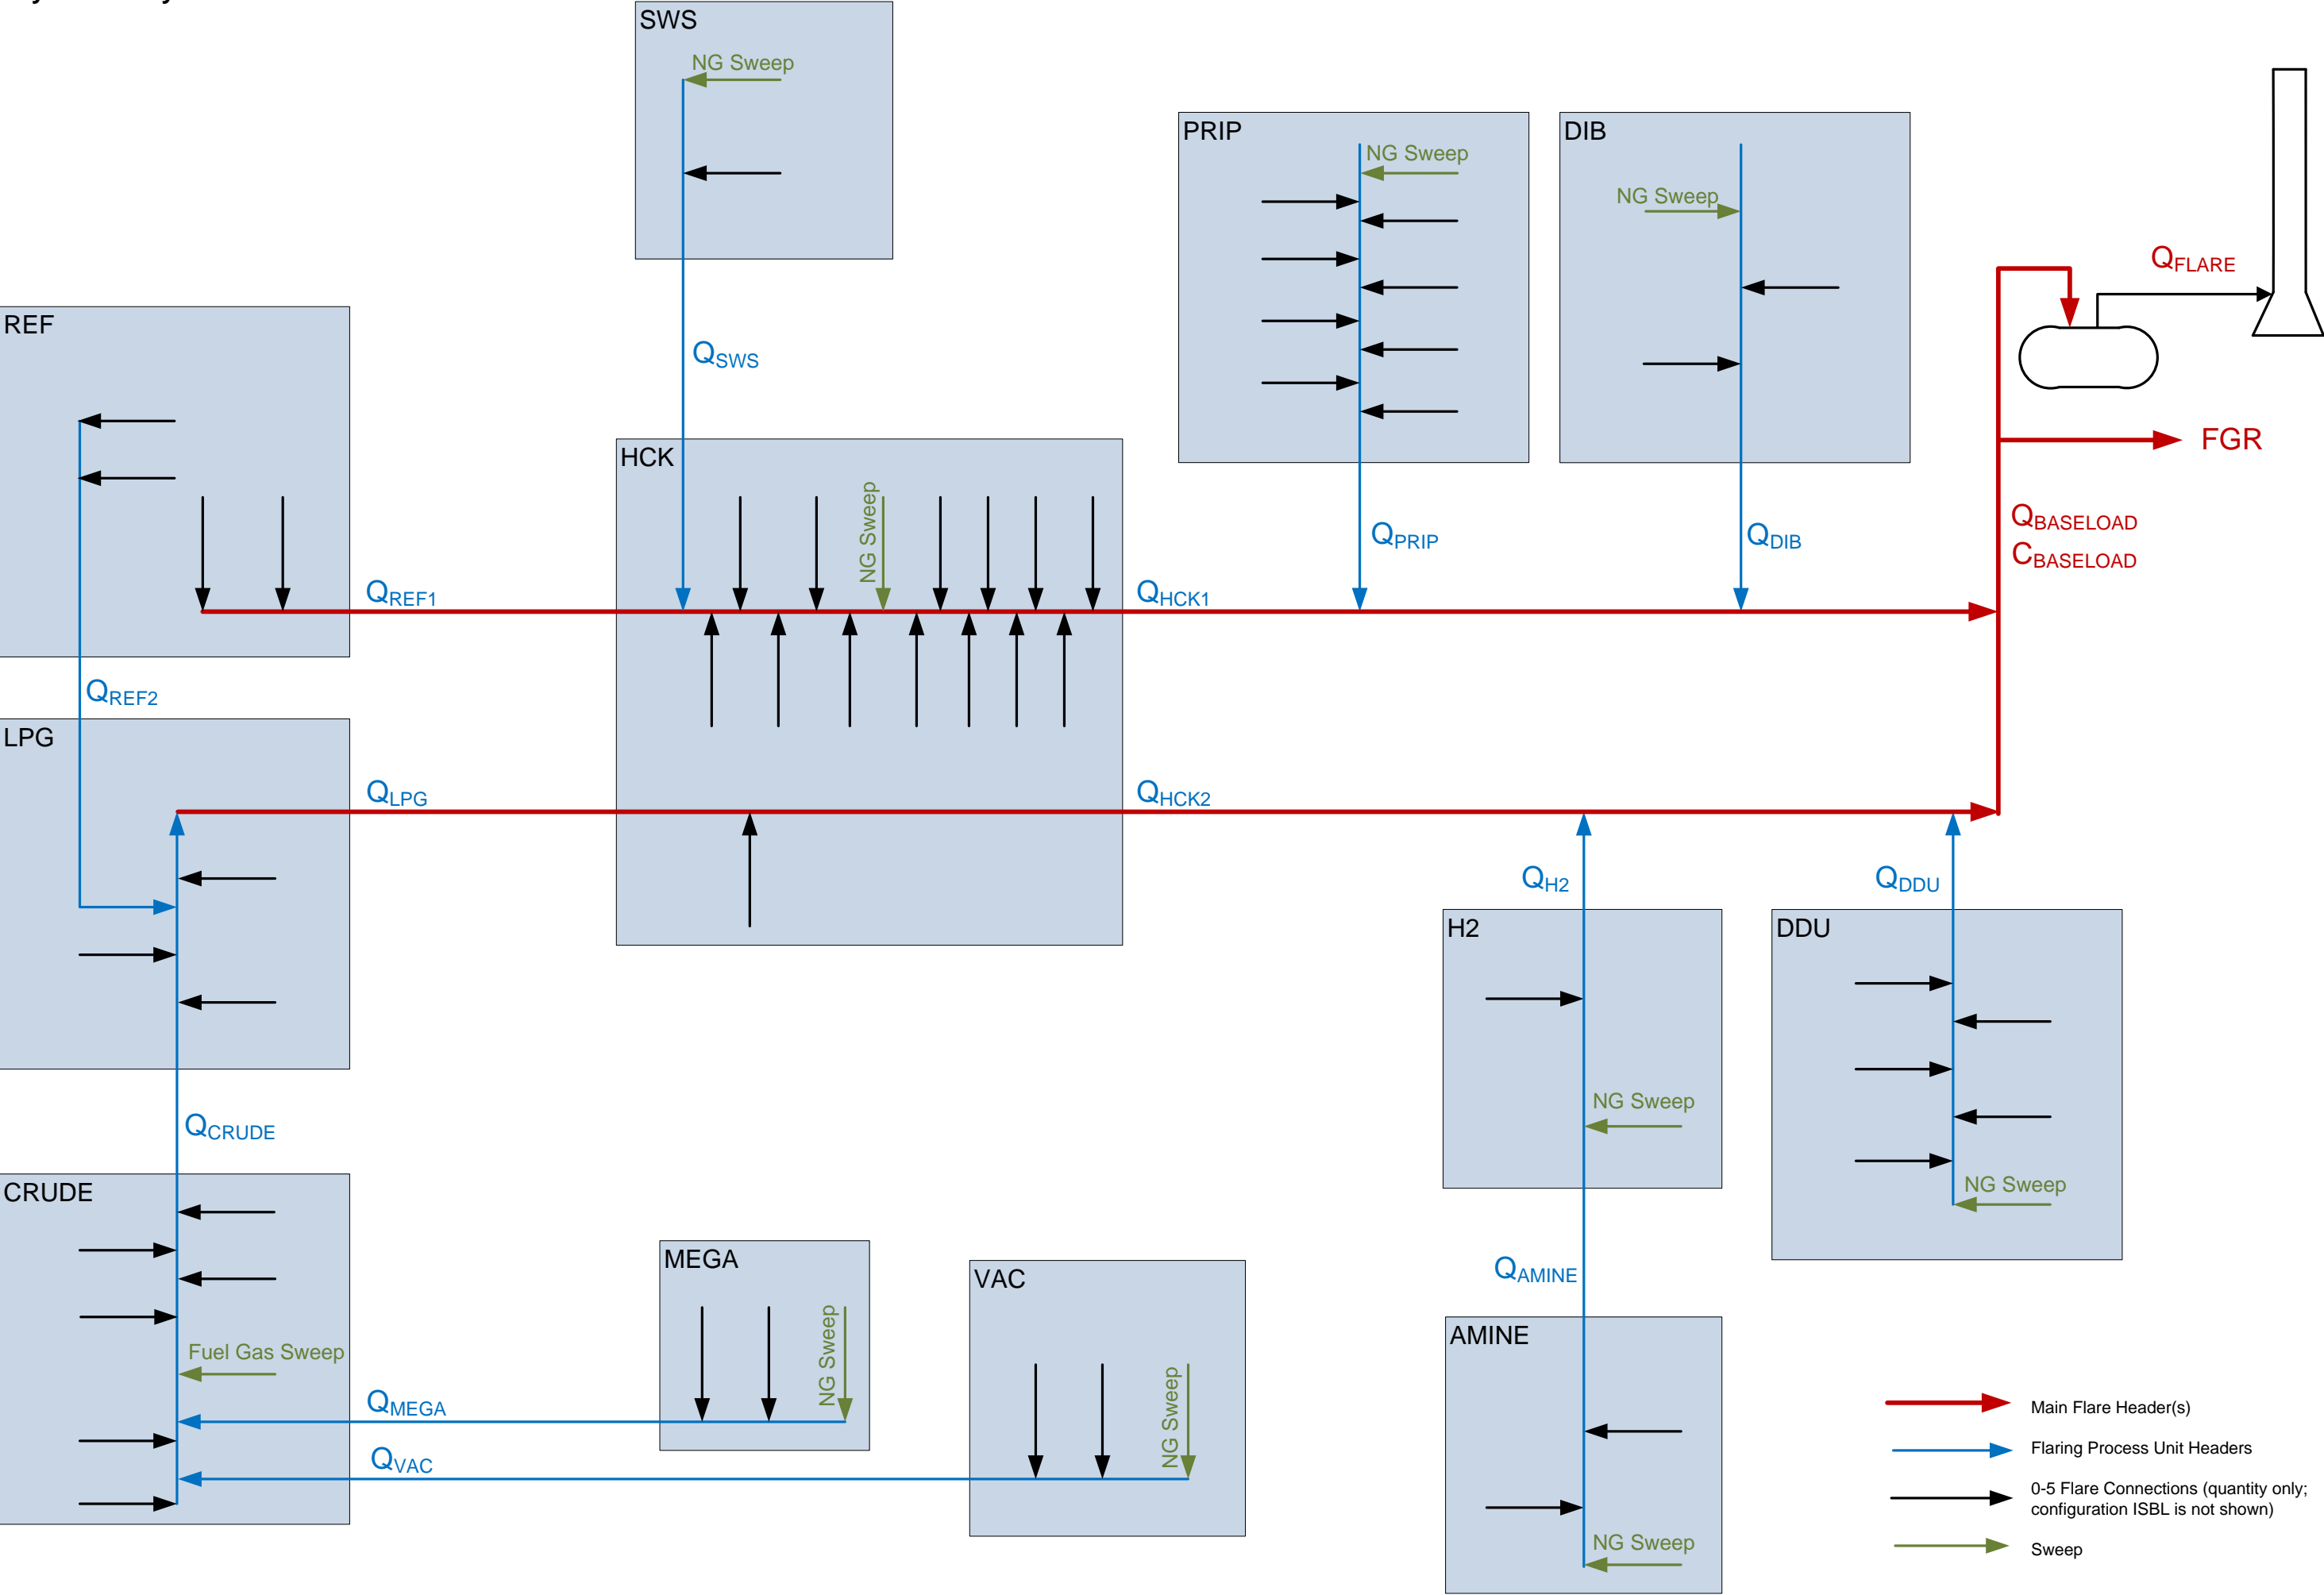 SWS
NG Sweep
PRIP
NG Sweep
DIB
NG Sweep
QFLARE
REF
QSWS
FGR
HCK
NG Sweep
QPRIP
QDIB
QBASELOAD
CBASELOAD
QREF1
QHCK1
QREF2
LPG
QLPG
QHCK2
QH2
QDDU
H2
DDU
NG Sweep
QCRUDE
CRUDE
NG Sweep
MEGA
VAC
QAMINE
NG Sweep
AMINE
Fuel Gas Sweep
NG Sweep
QMEGA
QVAC
NG Sweep
Main Flare Header(s)
Flaring Process Unit Headers
0-5 Flare Connections (quantity only;
configuration ISBL is not shown)
Sweep